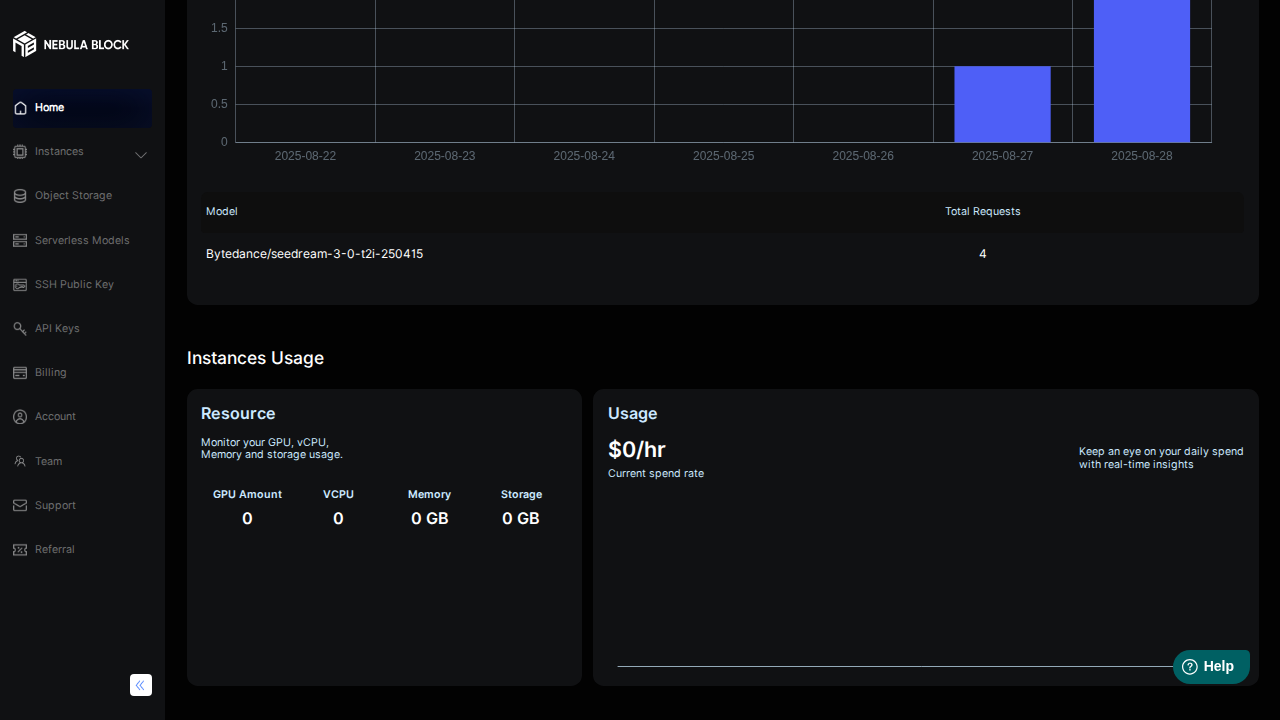 NEBULA BLOCK
Home
Instances
Object Storage
Serverless Models
SSH Public Key
API Keys
Billing
Account
Team
Support
Referral
1.5
1
0.5
0
2025-08-22 2025-08-23 2025-08-24 2025-08-25 2025-08-26 2025-08-27 2025-08-28
Model Total Requests
Bytedance/seedream-3-0-t2i-250415 4
Instances Usage
Resource
Monitor your GPU, vCPU,
Memory and storage usage.
GPU Amount VCPU Memory Storage
0 0 0 GB 0 GB
Usage
$0/hr
Current spend rate
Keep an eye on your daily spend
with real-time insights
Help